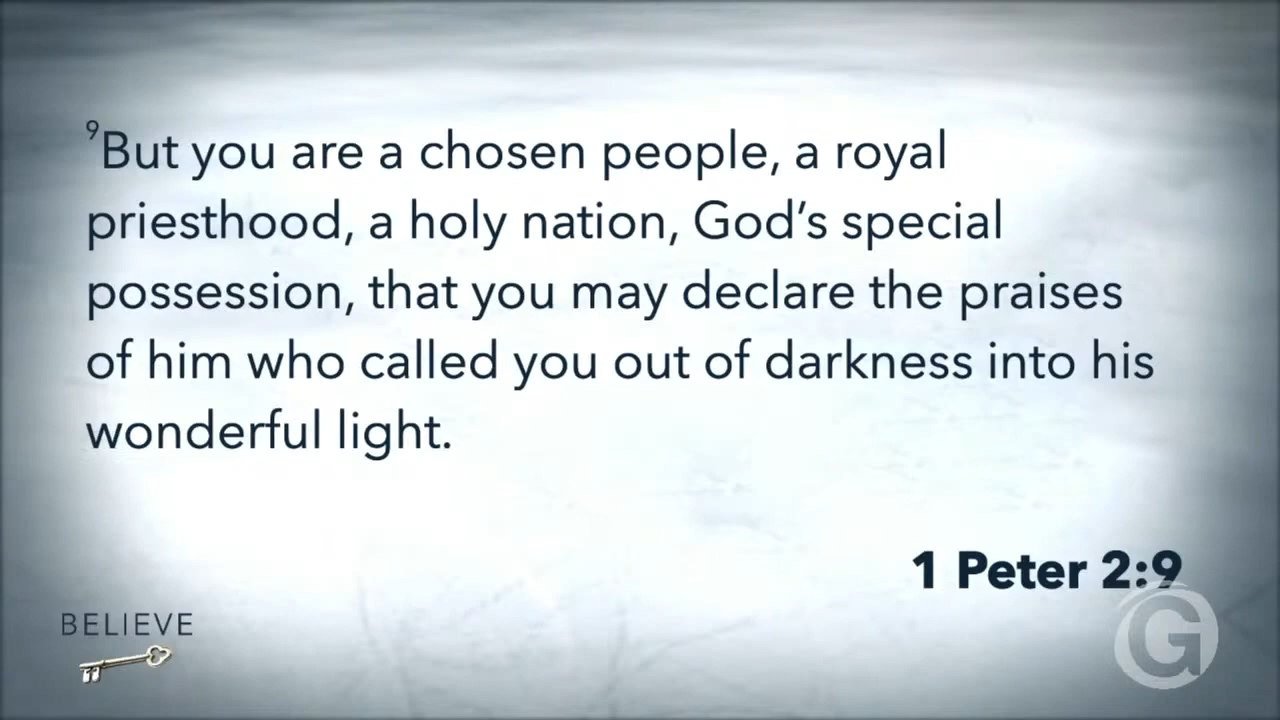 ⁹But you are a chosen people, a royal
priesthood, a holy nation, God’s special
possession, that you may declare the praises
of him who called you out of darkness into his
wonderful light.
1 Peter 2:9
BELIEVE
G